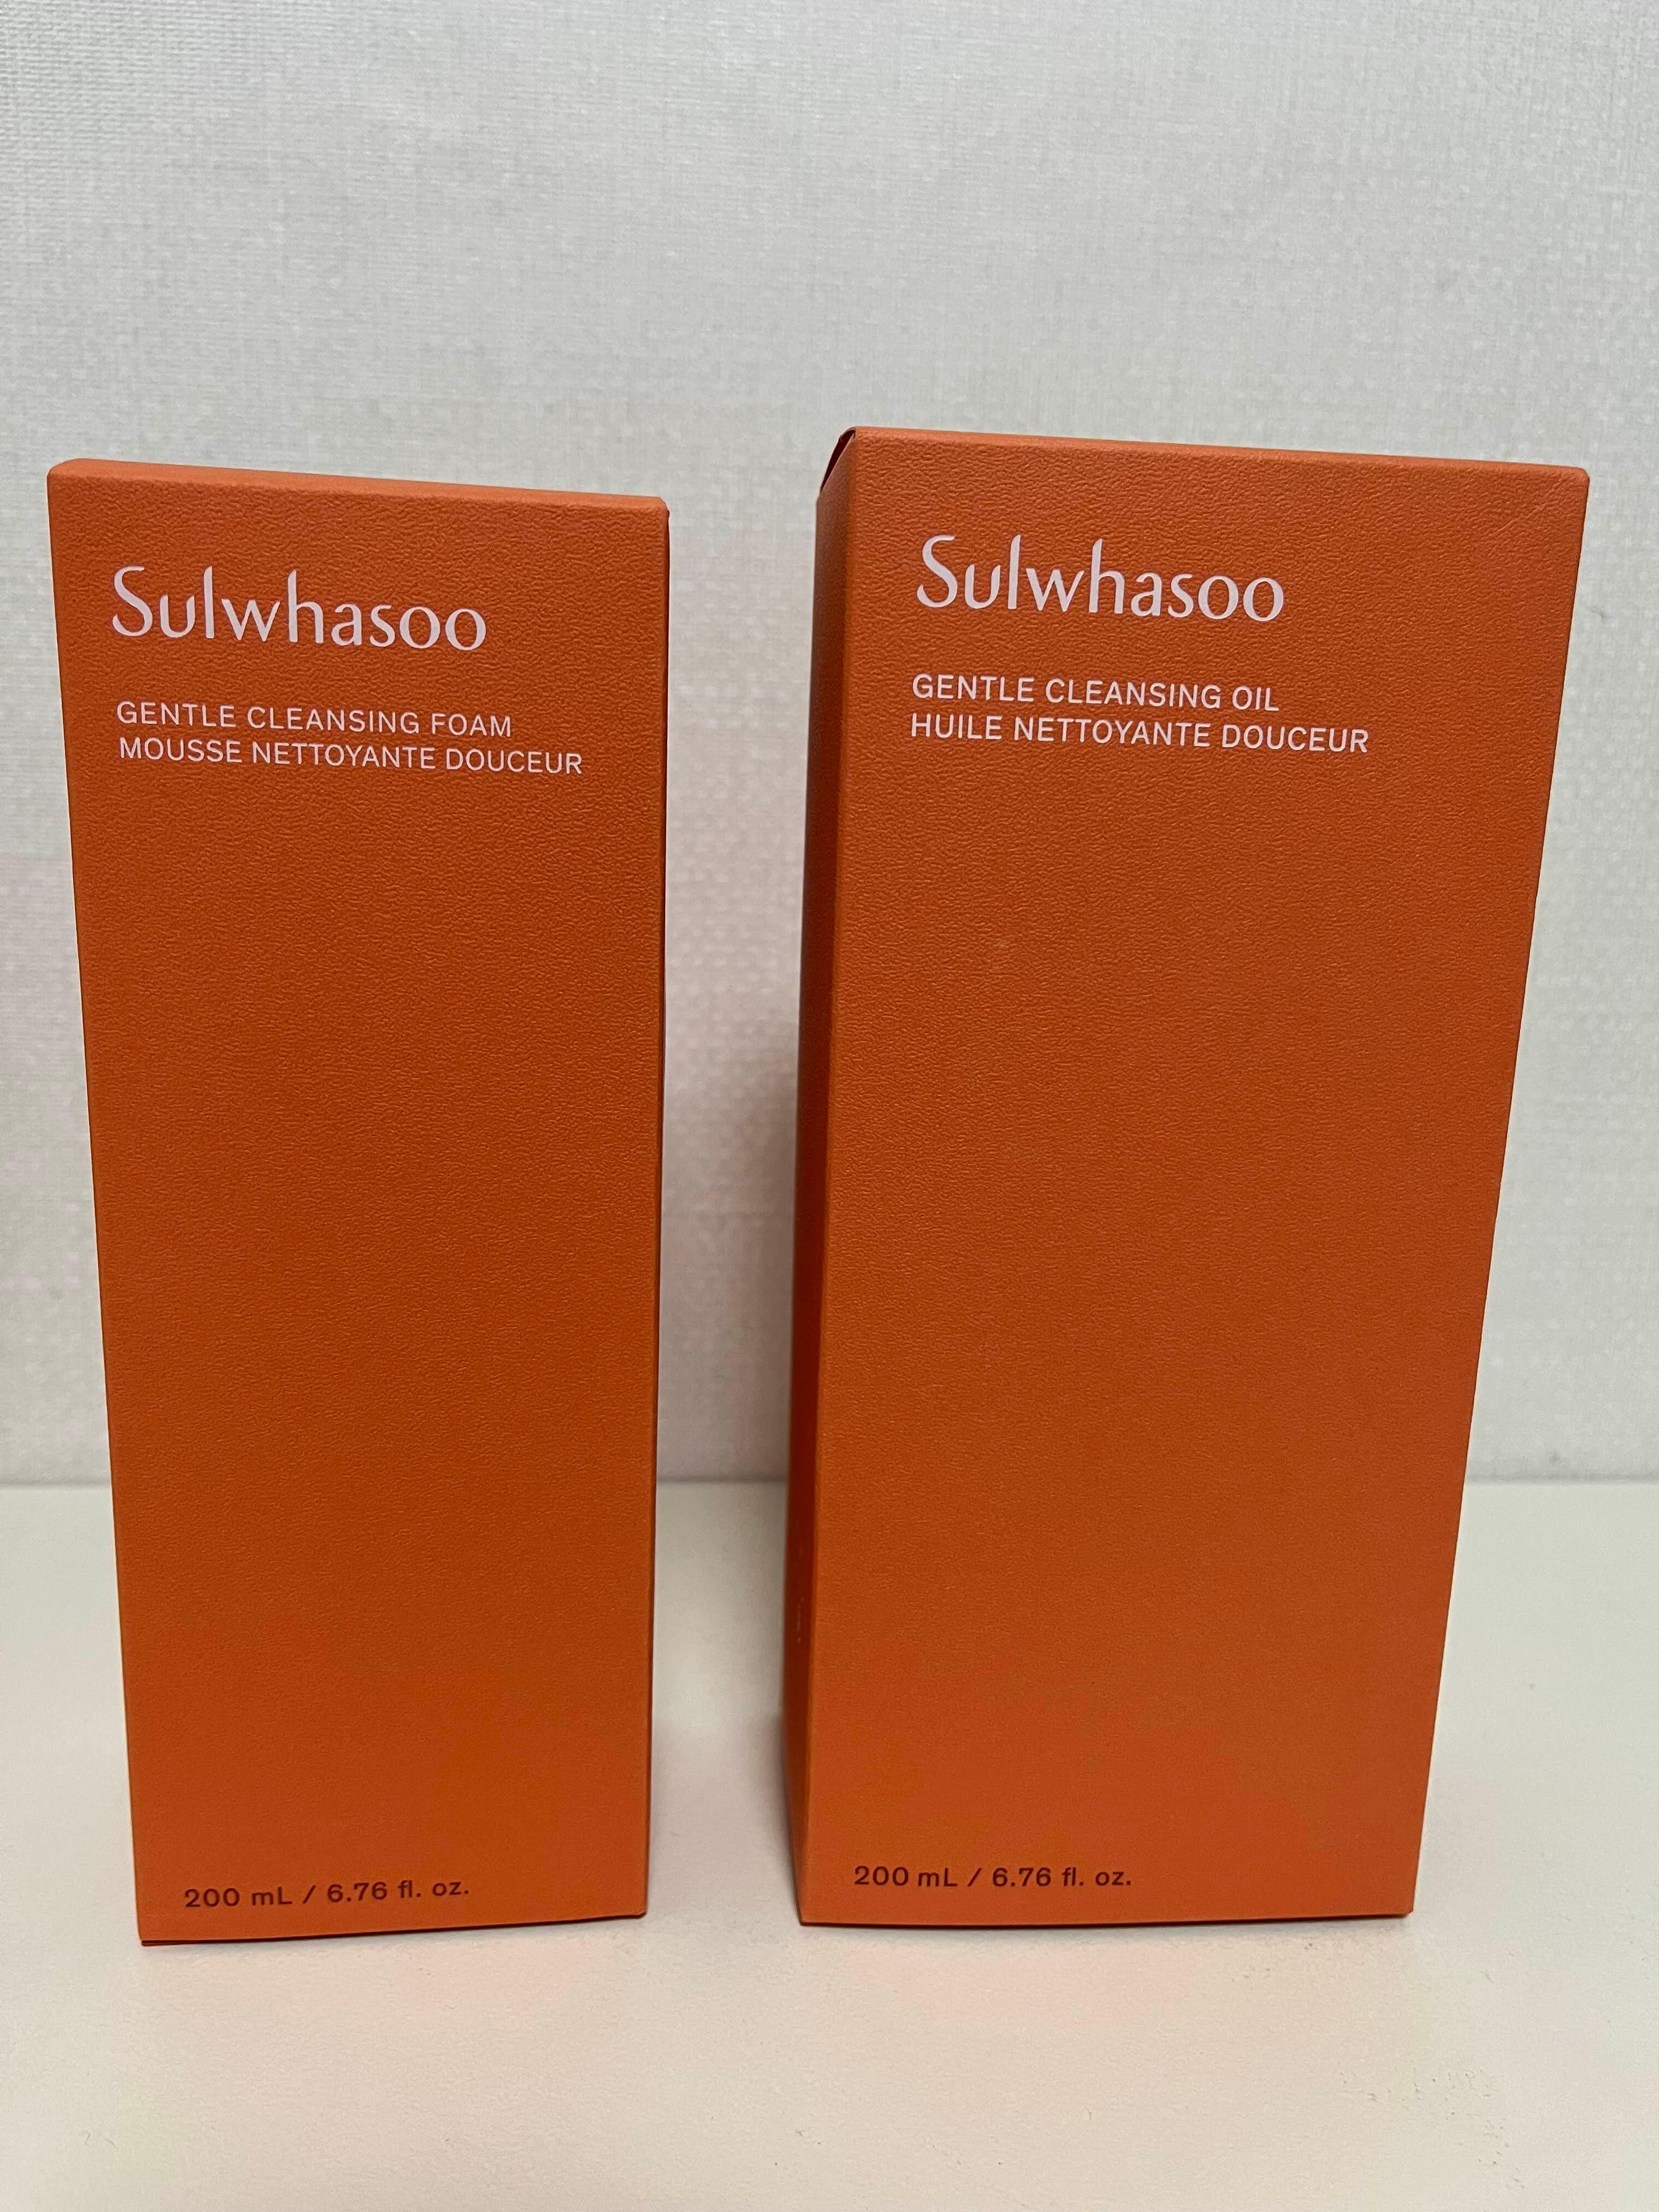 Sulwhasoo
GENTLE CLEANSING FOAM
MOUSSE NETTOYANTE DOUCEUR
200 mL / 6.76 fl. oz.
Sulwhasoo
GENTLE CLEANSING OIL
HUILE NETTOYANTE DOUCEUR
200 mL / 6.76 fl. oz.